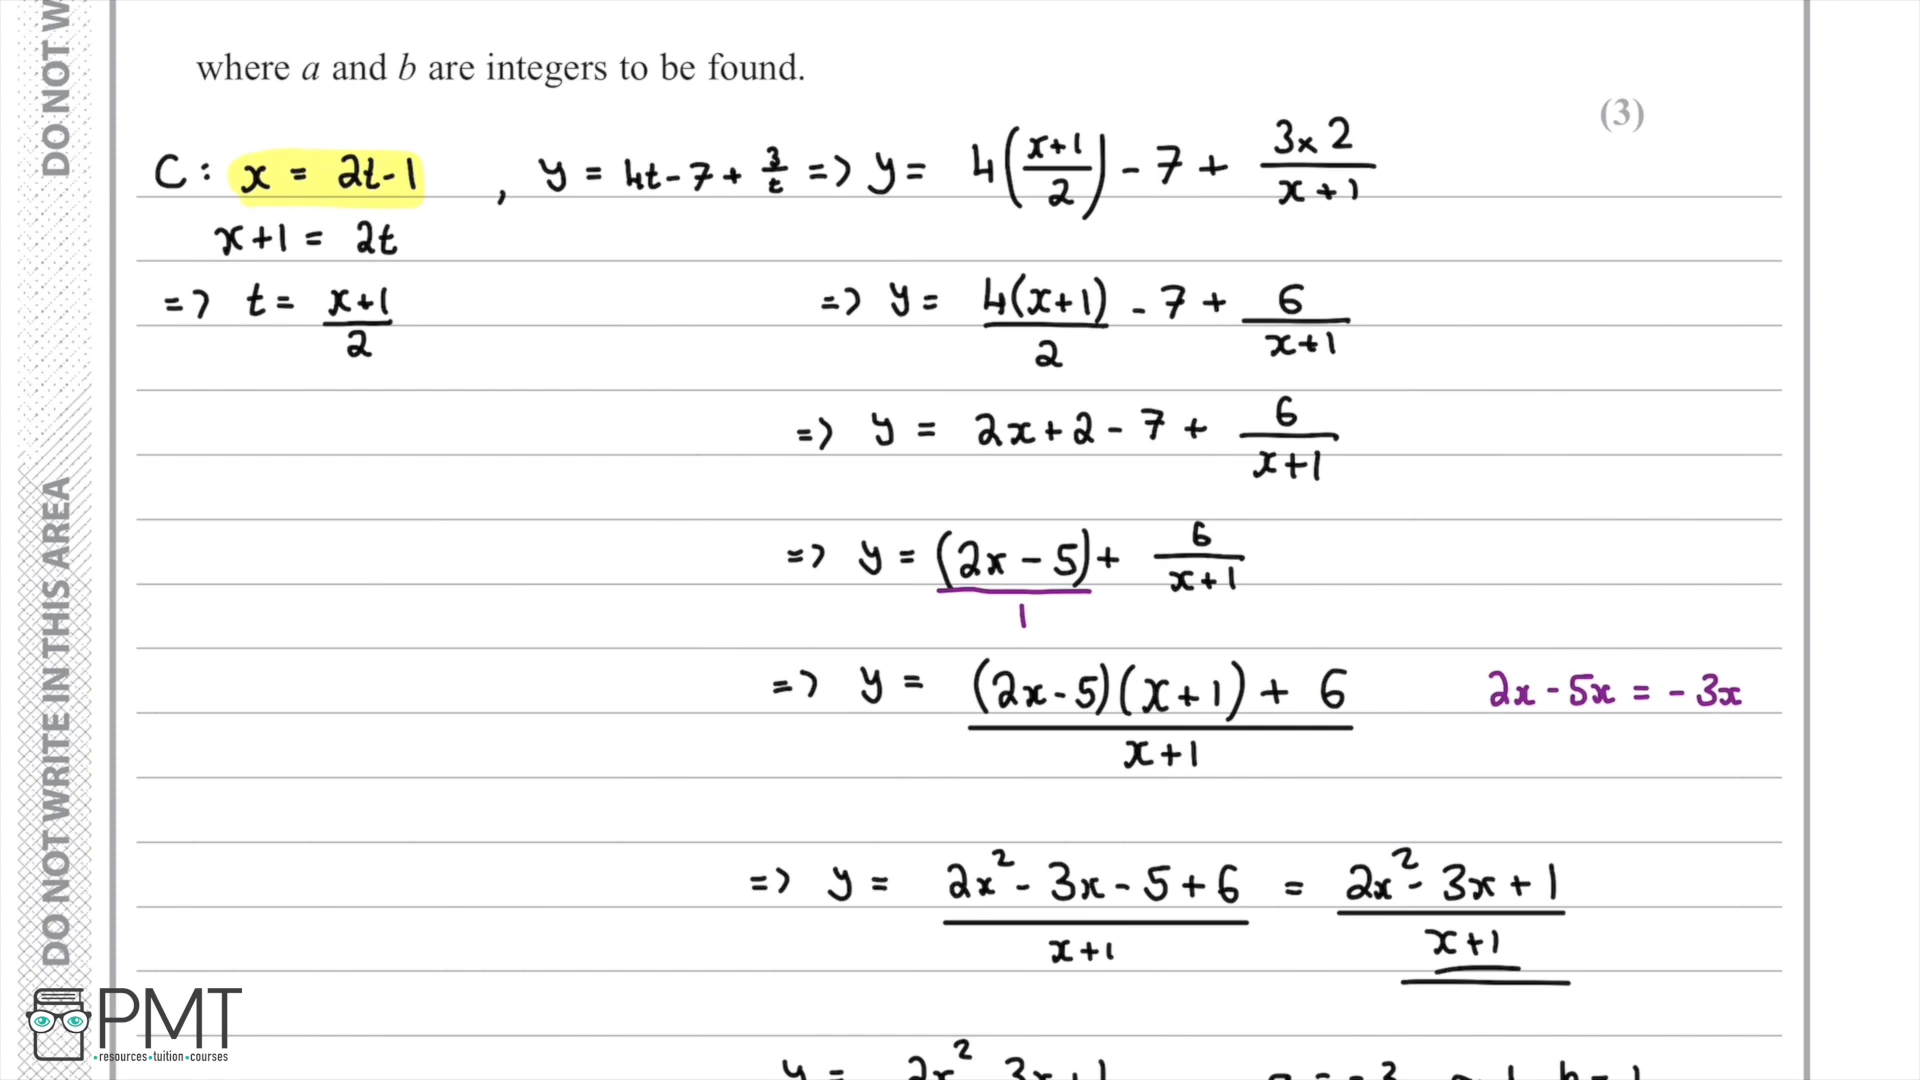 where a and b are integers to be found.
(3)
C : x = 2t - 1 , y = 4t - 7 + 3/t => y = 4((x+1)/2) - 7 + (3 x 2)/(x + 1)
x + 1 = 2t
=> t = (x+1)/2
=> y = 4(x+1)/2 - 7 + 6/(x+1)
=> y = 2x + 2 - 7 + 6/(x+1)
=> y = (2x - 5)/1 + 6/(x+1)
=> y = ((2x - 5)(x + 1) + 6)/(x+1)
2x - 5x = - 3x
=> y = (2x² - 3x - 5 + 6)/(x+1) = (2x² - 3x + 1)/(x+1)
DO NOT WRITE IN THIS AREA
DO NOT W
PMT
resources • tuition • courses